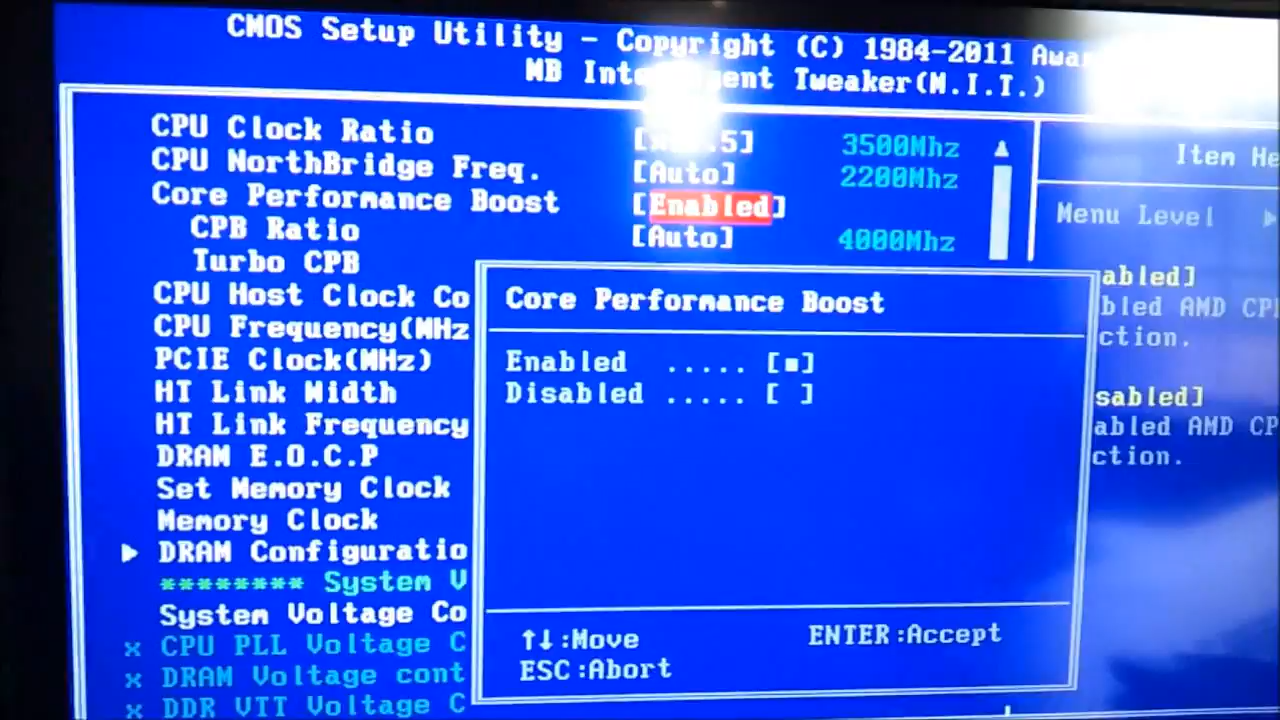 CMOS Setup Utility - Copyright (C) 1984-2011
MB Tweaker(M.I.T.)
CPU Clock Ratio 3500Mhz
CPU NorthBridge Freq. [Auto] 2200Mhz
Core Performance Boost [Enabled]
CPB Ratio [Auto] 4000Mhz
Turbo CPB
CPU Host Clock Co
CPU Frequency(MHz
PCIE Clock(MHz)
HT Link Width
HT Link Frequency
DRAM E.O.C.P
Set Memory Clock
Memory Clock
▶ DRAM Configuratio
******** System V
System Voltage Co
x CPU PLL Voltage C
x DRAM Voltage cont
x DDR VTT Voltage C
Core Performance Boost
Enabled ..... [■]
Disabled ..... [ ]
↑↓:Move ENTER:Accept
ESC:Abort
Item He
Menu Level ▶
abled]
bled AMD CP
ction.
sabled]
abled AMD CP
ction.